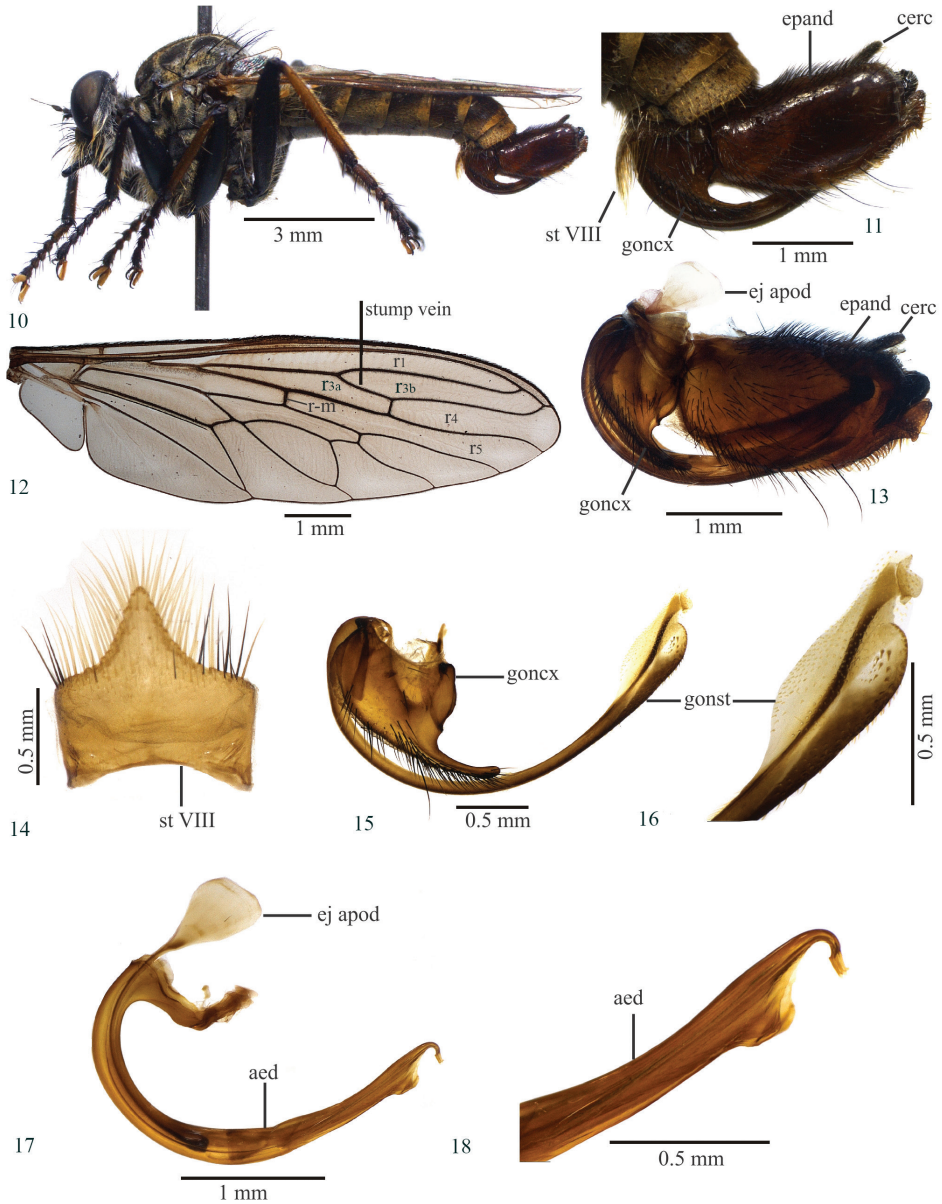 epand
cerc
3 mm
st VIII
goncx
11
1 mm
10
stump vein
ej apod
epand
cerc
r1
r3a
r3b
r-m
r4
r5
12
1 mm
goncx
13
1 mm
goncx
gonst
0.5 mm
0.5 mm
st VIII
14
15
0.5 mm
16
ej apod
aed
aed
17
1 mm
18
0.5 mm